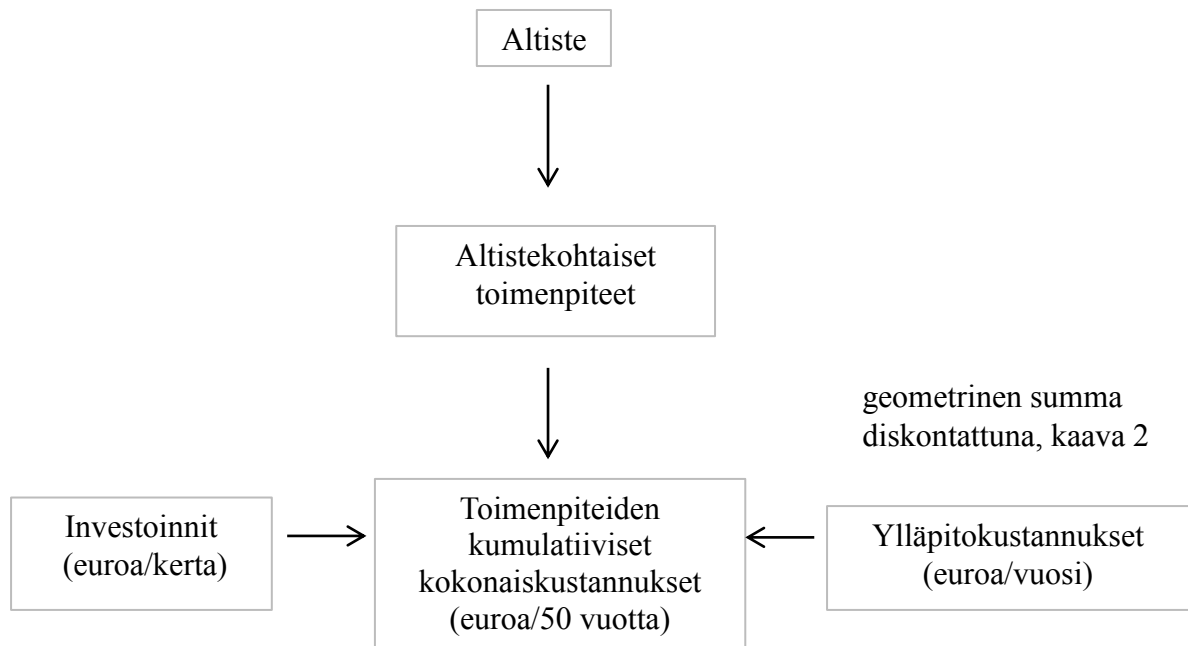 Altiste
Altistekohtaiset
toimenpiteet
geometrinen summa
diskontattuna, kaava 2
Investoinnit
(euroa/kerta)
Toimenpiteiden
kumulatiiviset
kokonaiskustannukset
(euroa/50 vuotta)
Ylläpitokustannukset
(euroa/vuosi)